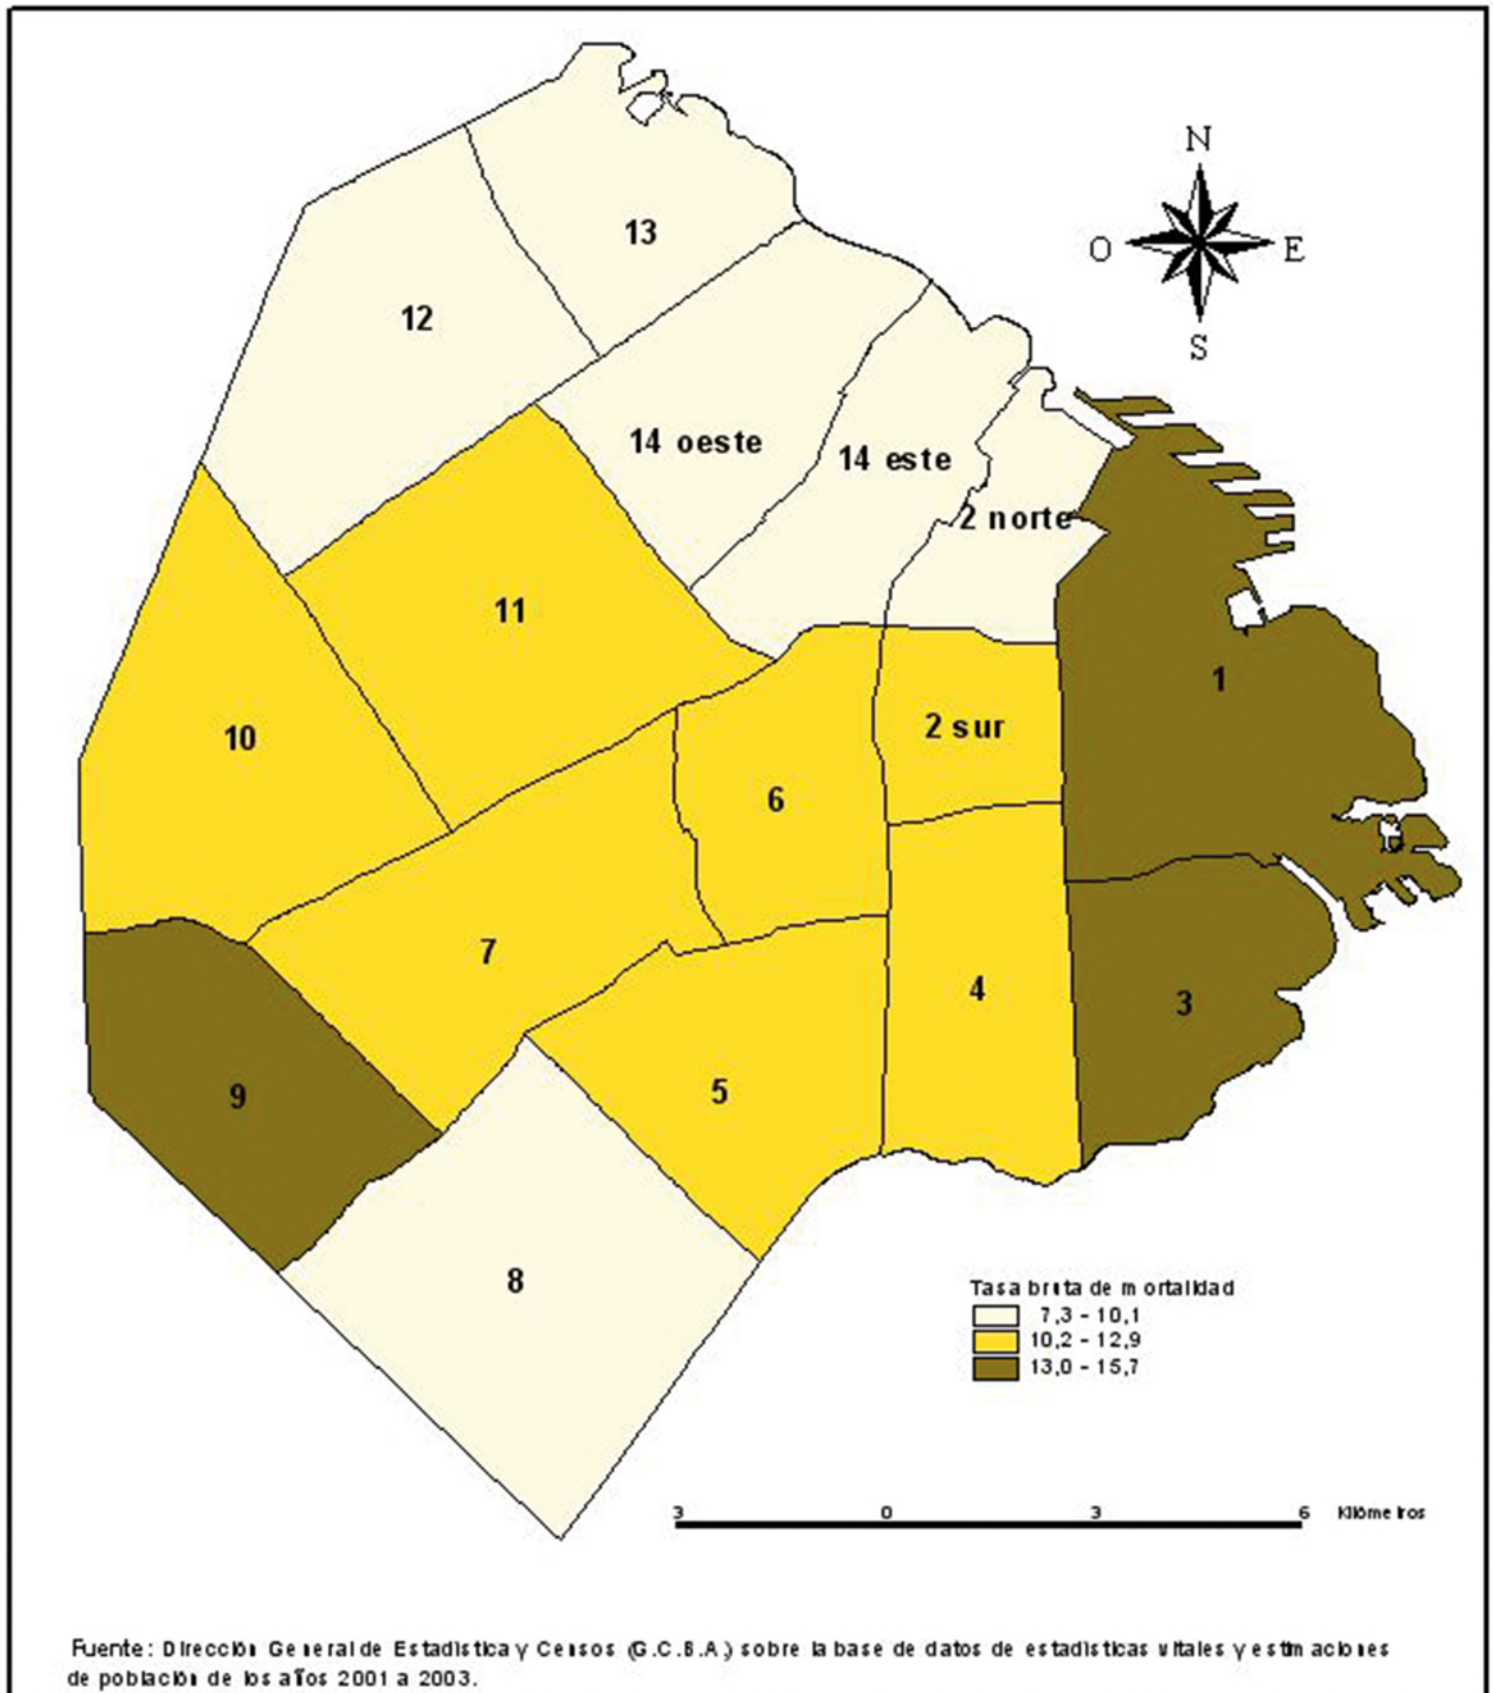 N
O E
S
13
12
14 oeste
14 este
2 norte
11
1
10
2 sur
6
7
4
3
9
5
8
Tasa bruta de mortalidad
7,3 - 10,1
10,2 - 12,9
13,0 - 15,7
3 0 3 6 Kilómetros
Fuente: Dirección General de Estadística y Censos (G.C.B.A.) sobre la base de datos de estadísticas vitales y estimaciones
de población de los años 2001 a 2003.